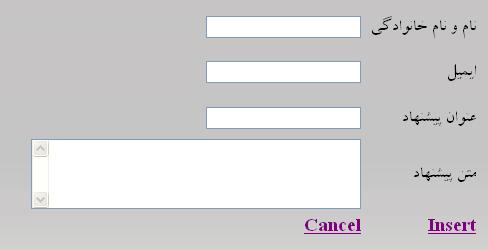 نام و نام خانوادگی
ایمیل
عنوان پیشنهاد
متن پیشنهاد
Insert Cancel